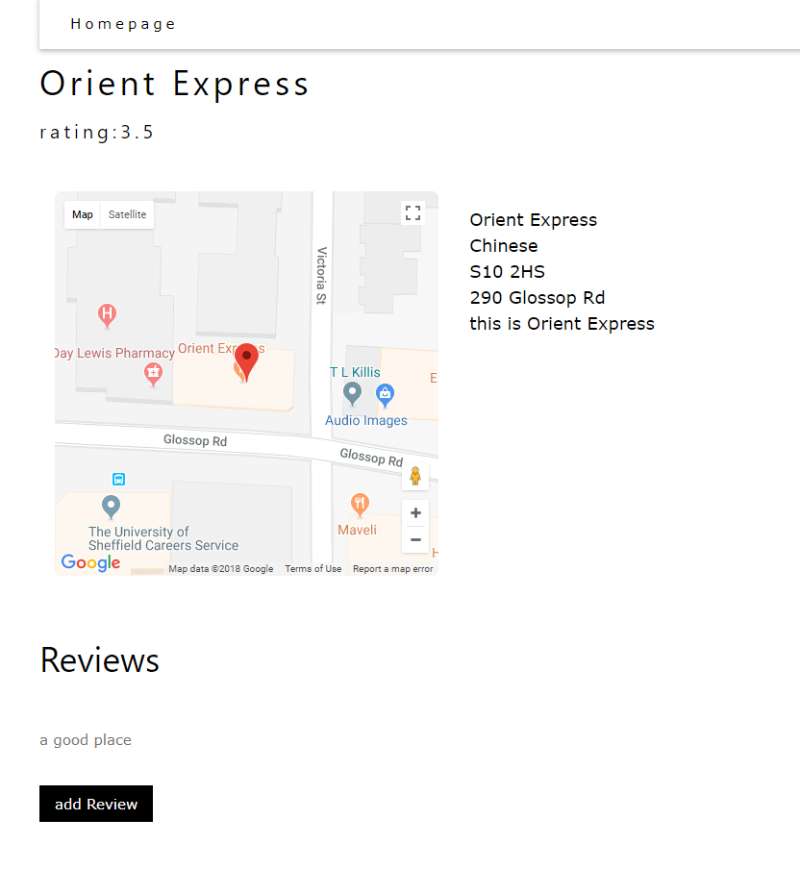 Homepage
Orient Express
rating:3.5
Map
Satellite
Orient Express
Chinese
S10 2HS
290 Glossop Rd
this is Orient Express
Victoria St
H
Day Lewis Pharmacy
T L Killis
E
Audio Images
Glossop Rd
Glossop Rd
The University of
Sheffield Careers Service
Maveli
H
Google
Map data ©2018 Google
Terms of Use
Report a map error
Reviews
a good place
add Review